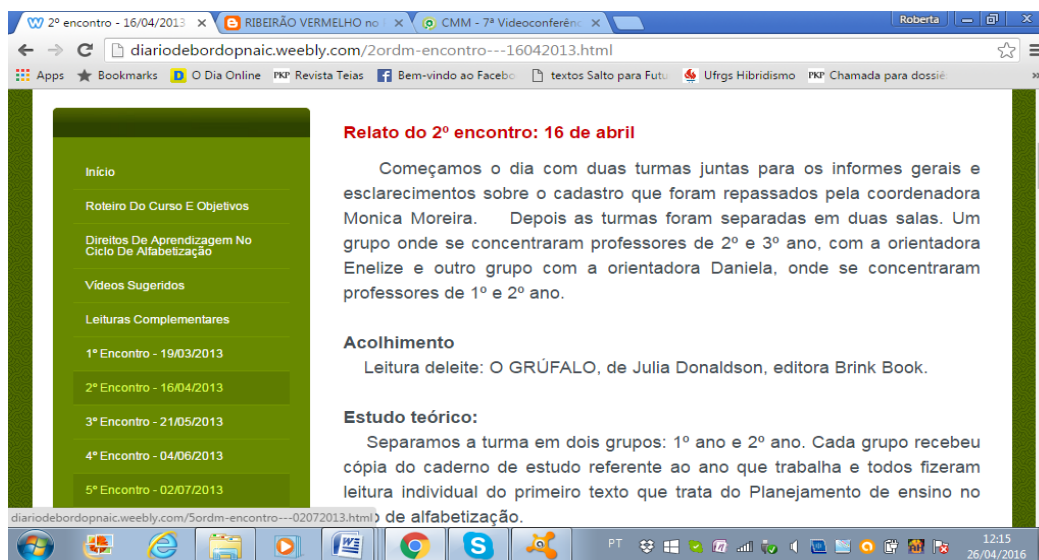 2º encontro - 16/04/2013
RIBEIRÃO VERMELHO no
CMM - 7ª Videoconferênc
Roberta
diariodebordopnaic.weebly.com/2ordm-encontro---16042013.html
Apps
Bookmarks
O Dia Online
PKP Revista Teias
Bem-vindo ao Facebo
textos Salto para Futu
Ufrgs Hibridismo
PKP Chamada para dossiê
Início
Roteiro Do Curso E Objetivos
Direitos De Aprendizagem No
Ciclo De Alfabetização
Vídeos Sugeridos
Leituras Complementares
1º Encontro - 19/03/2013
2º Encontro - 16/04/2013
3º Encontro - 21/05/2013
4º Encontro - 04/06/2013
5º Encontro - 02/07/2013
Relato do 2º encontro: 16 de abril
Começamos o dia com duas turmas juntas para os informes gerais e
esclarecimentos sobre o cadastro que foram repassados pela coordenadora
Monica Moreira. Depois as turmas foram separadas em duas salas. Um
grupo onde se concentraram professores de 2º e 3º ano, com a orientadora
Enelize e outro grupo com a orientadora Daniela, onde se concentraram
professores de 1º e 2º ano.
Acolhimento
Leitura deleite: O GRÚFALO, de Julia Donaldson, editora Brink Book.
Estudo teórico:
Separamos a turma em dois grupos: 1º ano e 2º ano. Cada grupo recebeu
cópia do caderno de estudo referente ao ano que trabalha e todos fizeram
leitura individual do primeiro texto que trata do Planejamento de ensino no
de alfabetização.
diariodebordopnaic.weebly.com/5ordm-encontro---02072013.html
PT
12:15
26/04/2016